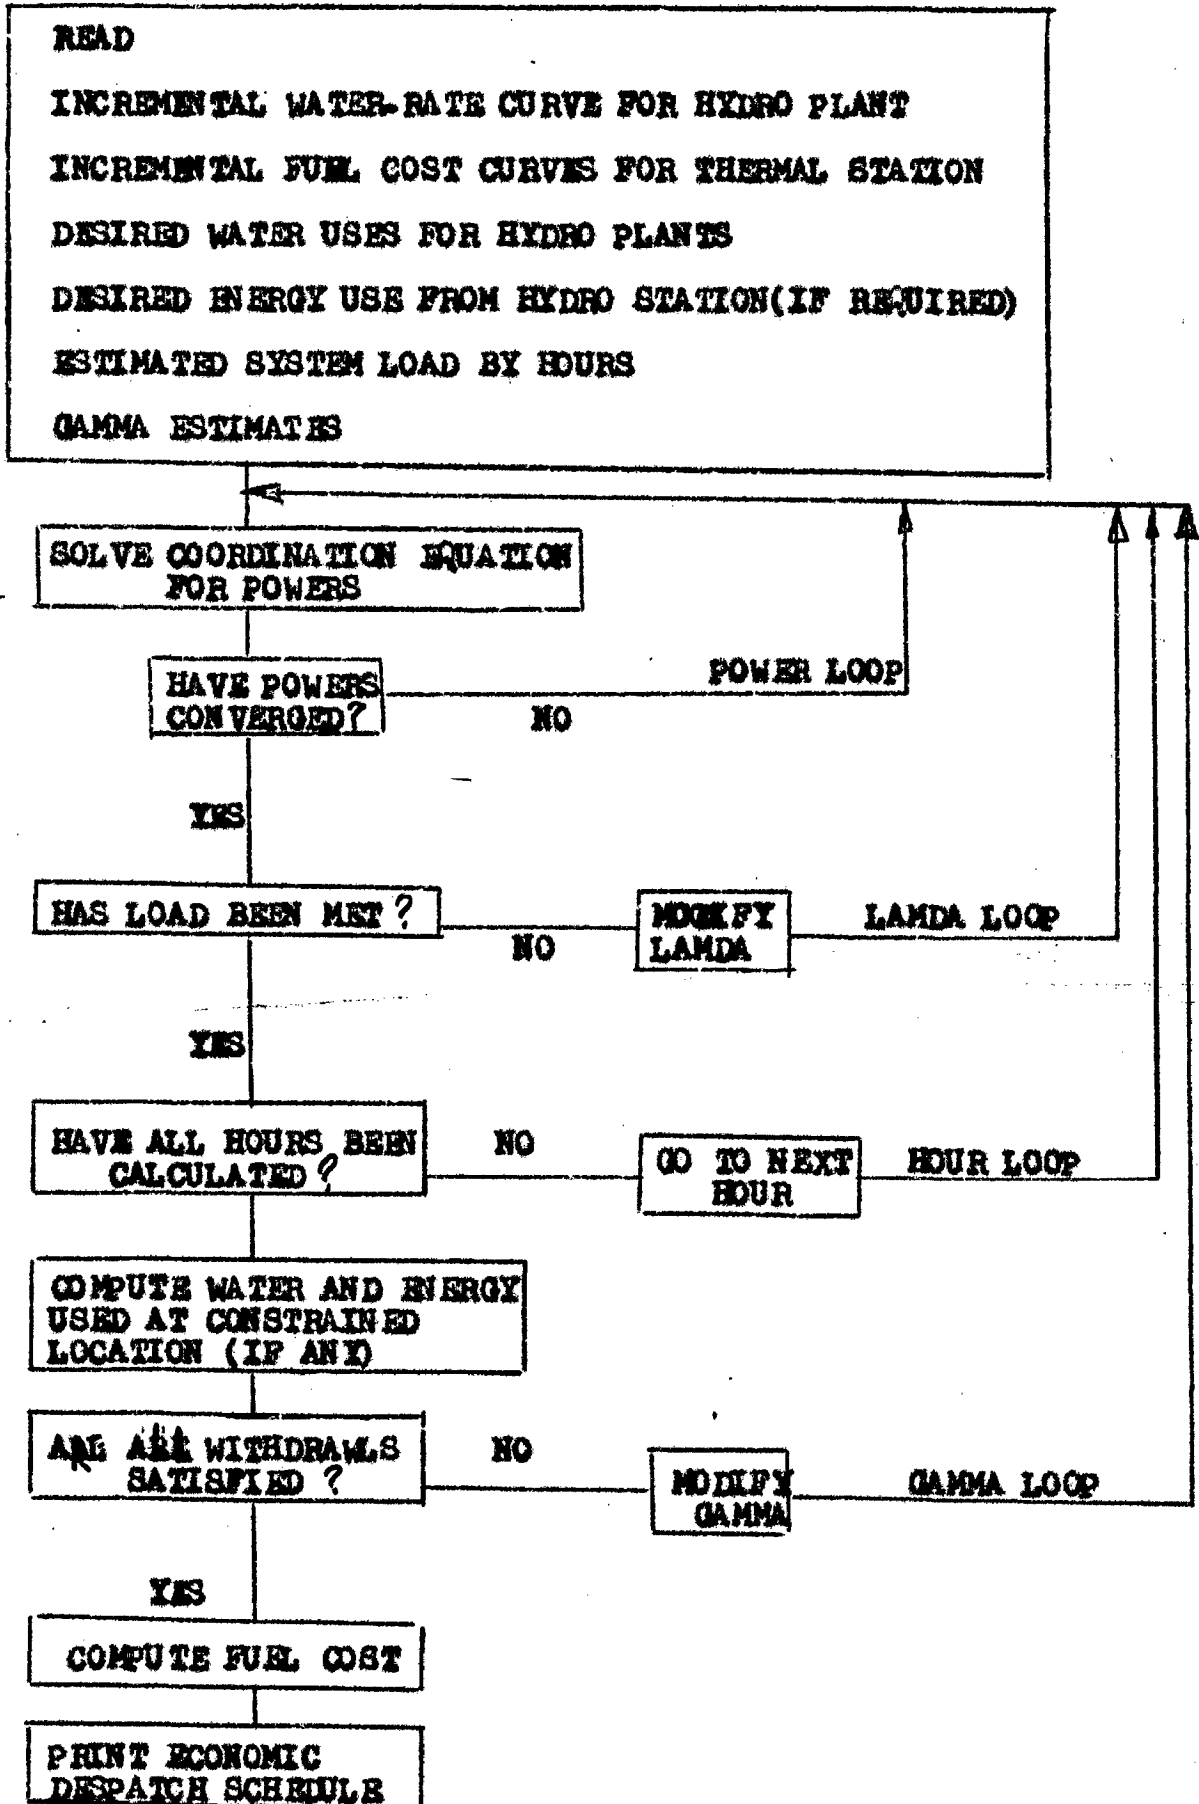 READ
INCREMENTAL WATER-RATE CURVE FOR HYDRO PLANT
INCREMENTAL FUEL COST CURVES FOR THERMAL STATION
DESIRED WATER USES FOR HYDRO PLANTS
DESIRED ENERGY USE FROM HYDRO STATION(IF REQUIRED)
ESTIMATED SYSTEM LOAD BY HOURS
GAMMA ESTIMATES
SOLVE COORDINATION EQUATION
FOR POWERS
HAVE POWERS
CONVERGED?
POWER LOOP
NO
YES
HAS LOAD BEEN MET?
NO
MODIFY
LAMDA
LAMDA LOOP
YES
HAVE ALL HOURS BEEN
CALCULATED?
NO
GO TO NEXT
HOUR
HOUR LOOP
COMPUTE WATER AND ENERGY
USED AT CONSTRAINED
LOCATION (IF ANY)
WITHDRAWLS
SATISFIED ?
NO
MODIFY
GAMMA
GAMMA LOOP
YES
COMPUTE FUEL COST
PRINT ECONOMIC
DESPATCH SCHEDULE